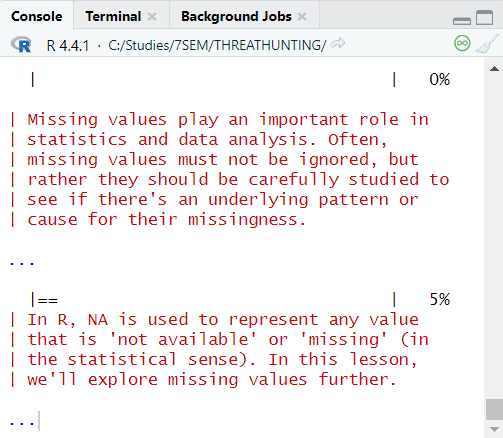 Console Terminal × Background Jobs ×
R R 4.4.1 · C:/Studies/7SEM/THREATHUNTING/
| | 0%
| Missing values play an important role in
| statistics and data analysis. Often,
| missing values must not be ignored, but
| rather they should be carefully studied to
| see if there's an underlying pattern or
| cause for their missingness.
...
|== | 5%
| In R, NA is used to represent any value
| that is 'not available' or 'missing' (in
| the statistical sense). In this lesson,
| we'll explore missing values further.
...